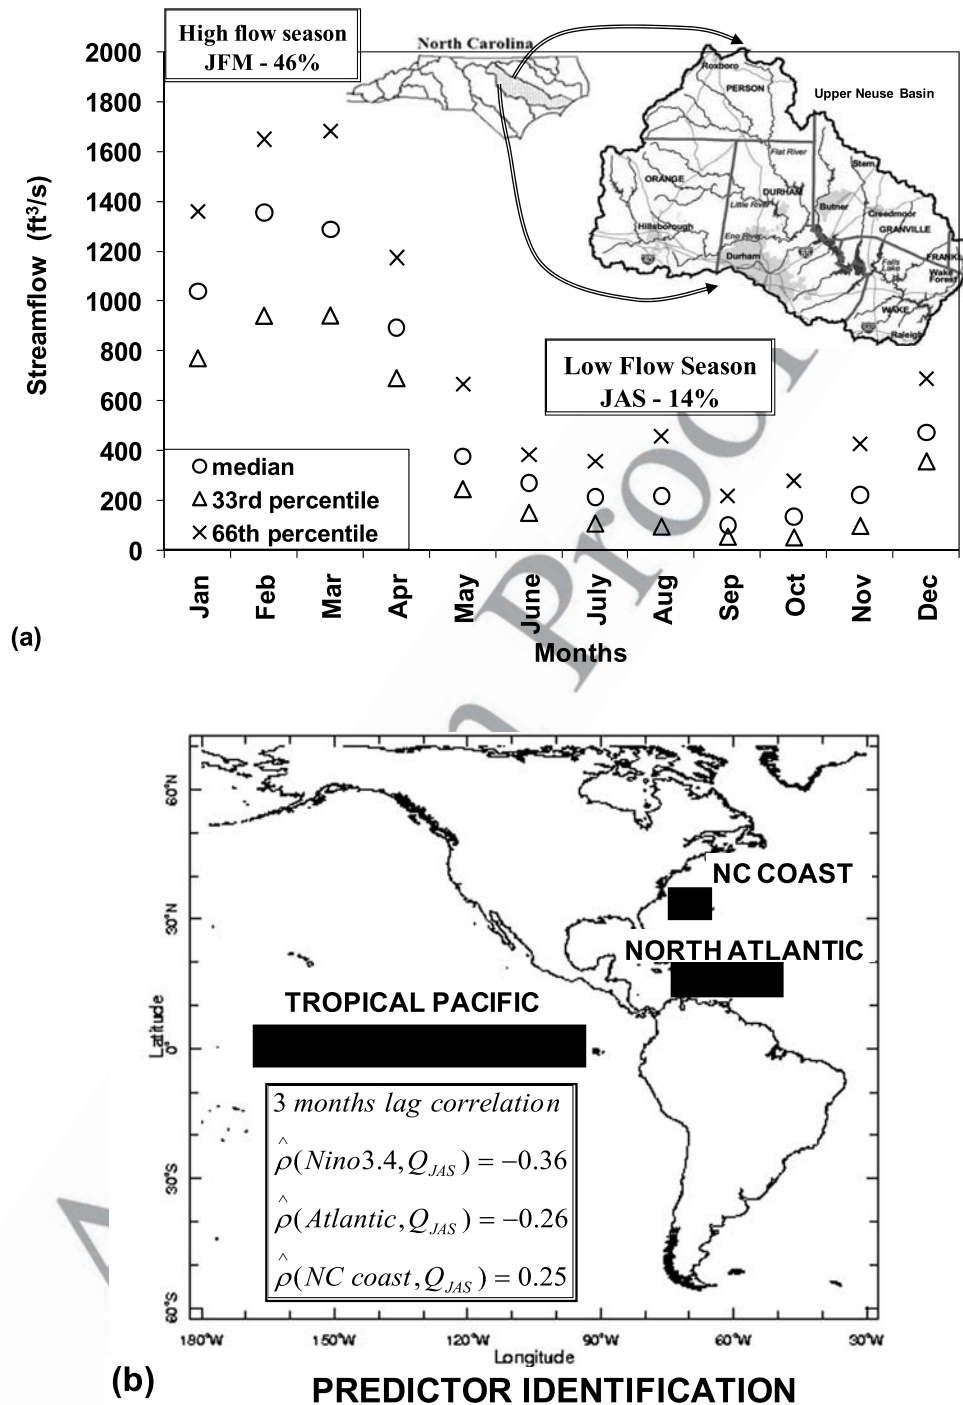 High flow season
JFM - 46%
North Carolina
Upper Neuse Basin
Roxboro
PERSON
Flat River
Stem
ORANGE
DURHAM
Little River
Butner
Creedmoor
GRANVILLE
Hillsborough
Eno River
Durham
Falls
Lake
FRANKL
Wake
Forest
WAKE
Raleigh
Low Flow Season
JAS - 14%
Streamflow (ft³/s)
2000
1800
1600
1400
1200
1000
800
600
400
200
0
median
33rd percentile
66th percentile
Jan
Feb
Mar
Apr
May
June
July
Aug
Sep
Oct
Nov
Dec
Months
(a)
Proof
NC COAST
NORTH ATLANTIC
TROPICAL PACIFIC
3 months lag correlation
ρ̂(Nino3.4,Q_JAS) = −0.36
ρ̂(Atlantic,Q_JAS) = −0.26
ρ̂(NC coast,Q_JAS) = 0.25
Latitude
60°N
30°N
0°
30°S
60°S
180°W
150°W
120°W
90°W
60°W
30°W
Longitude
(b)
PREDICTOR IDENTIFICATION